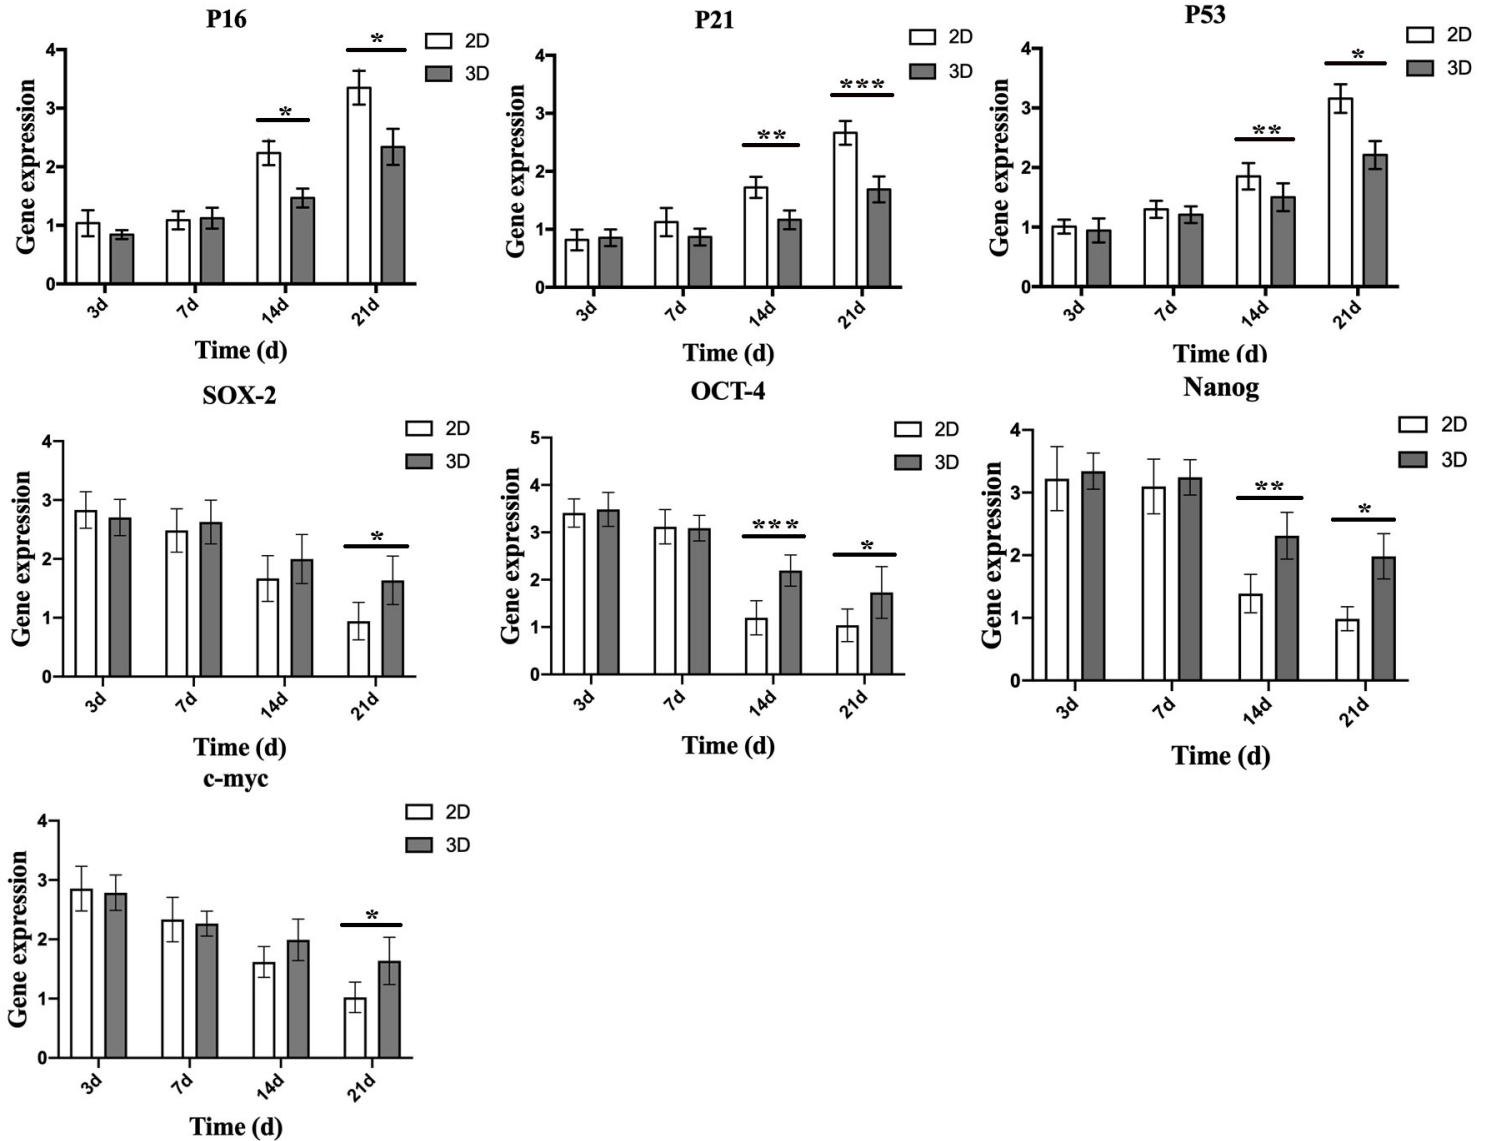 P16
2D
3D
*
*
4
3
2
1
0
Gene expression
3d
7d
14d
21d
Time (d)
P21
2D
3D
**
***
4
3
2
1
0
Gene expression
3d
7d
14d
21d
Time (d)
P53
2D
3D
**
*
4
3
2
1
0
Gene expression
3d
7d
14d
21d
Time (d)
SOX-2
2D
3D
*
4
3
2
1
0
Gene expression
3d
7d
14d
21d
Time (d)
OCT-4
2D
3D
***
*
5
4
3
2
1
0
Gene expression
3d
7d
14d
21d
Time (d)
Nanog
2D
3D
**
*
4
3
2
1
0
Gene expression
3d
7d
14d
21d
Time (d)
c-myc
2D
3D
*
4
3
2
1
0
Gene expression
3d
7d
14d
21d
Time (d)